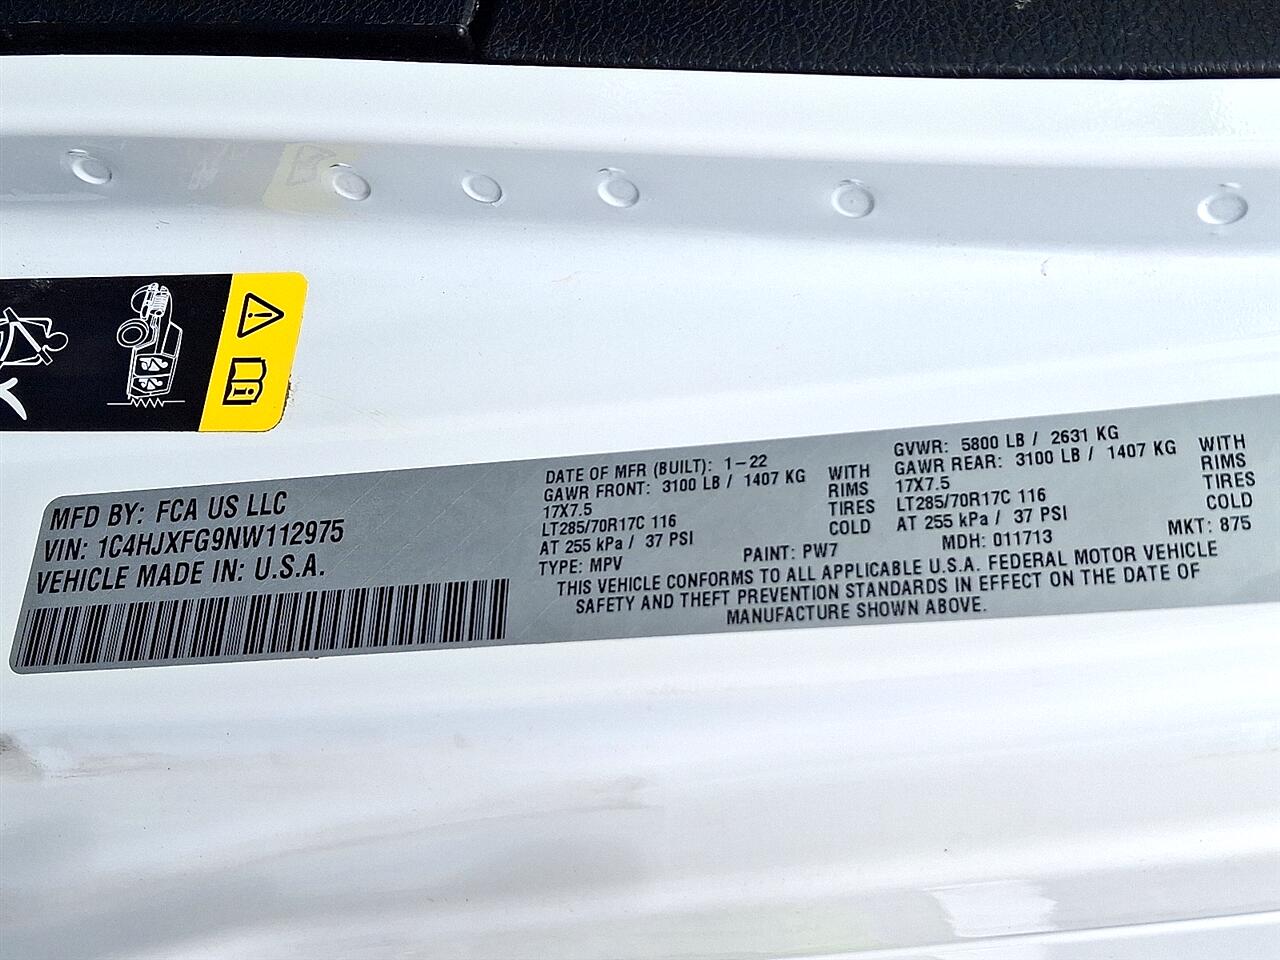 MFD BY: FCA US LLC
VIN: 1C4HJXFG9NW112975
VEHICLE MADE IN: U.S.A.
DATE OF MFR (BUILT): 1-22
GAWR FRONT: 3100 LB / 1407 KG WITH
17X7.5 RIMS
LT285/70R17C 116 TIRES
AT 255 kPa / 37 PSI COLD
TYPE: MPV PAINT: PW7
GVWR: 5800 LB / 2631 KG
GAWR REAR: 3100 LB / 1407 KG WITH
17X7.5 RIMS
LT285/70R17C 116 TIRES
AT 255 kPa / 37 PSI COLD
MDH: 011713 MKT: 875
THIS VEHICLE CONFORMS TO ALL APPLICABLE U.S.A. FEDERAL MOTOR VEHICLE
SAFETY AND THEFT PREVENTION STANDARDS IN EFFECT ON THE DATE OF
MANUFACTURE SHOWN ABOVE.